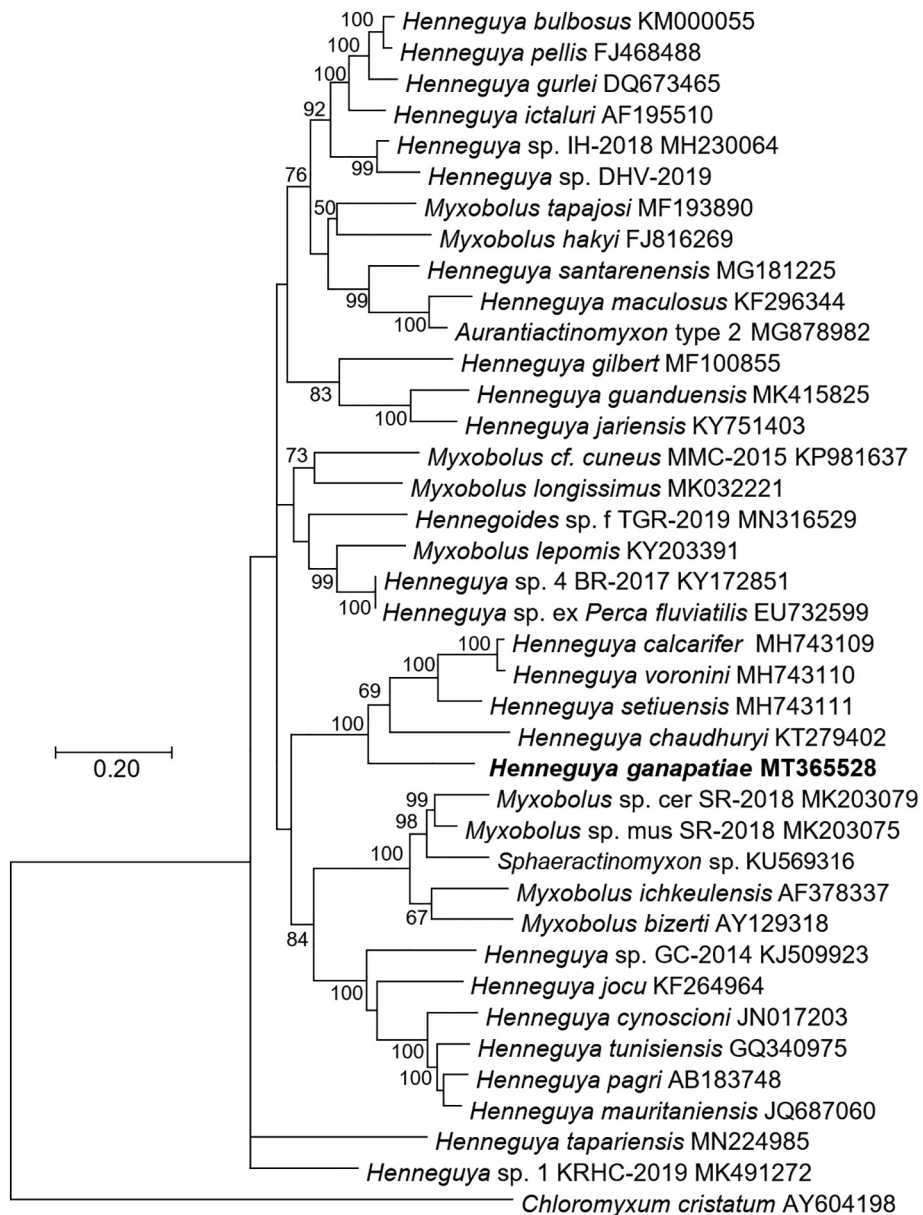 100 Henneguya bulbosus KM000055
100 Henneguya pellis FJ468488
100 Henneguya gurlei DQ673465
92 Henneguya ictaluri AF195510
Henneguya sp. IH-2018 MH230064
99 Henneguya sp. DHV-2019
76
50 Myxobolus tapajosi MF193890
Myxobolus hakyi FJ816269
Henneguya santarenensis MG181225
99 Henneguya maculosus KF296344
100 Aurantiactinomyxon type 2 MG878982
Henneguya gilbert MF100855
83 Henneguya guanduensis MK415825
100 Henneguya jariensis KY751403
73 Myxobolus cf. cuneus MMC-2015 KP981637
Myxobolus longissimus MK032221
Hennegoides sp. f TGR-2019 MN316529
Myxobolus lepomis KY203391
99 Henneguya sp. 4 BR-2017 KY172851
100 Henneguya sp. ex Perca fluviatilis EU732599
100 Henneguya calcarifer MH743109
100 Henneguya voronini MH743110
69 Henneguya setiuensis MH743111
100 Henneguya chaudhuryi KT279402
0.20
Henneguya ganapatiae MT365528
99 Myxobolus sp. cer SR-2018 MK203079
98 Myxobolus sp. mus SR-2018 MK203075
100 Sphaeractinomyxon sp. KU569316
Myxobolus ichkeulensis AF378337
67 Myxobolus bizerti AY129318
84
Henneguya sp. GC-2014 KJ509923
100 Henneguya jocu KF264964
Henneguya cynoscioni JN017203
100 Henneguya tunisiensis GQ340975
100 Henneguya pagri AB183748
Henneguya mauritaniensis JQ687060
Henneguya tapariensis MN224985
Henneguya sp. 1 KRHC-2019 MK491272
Chloromyxum cristatum AY604198